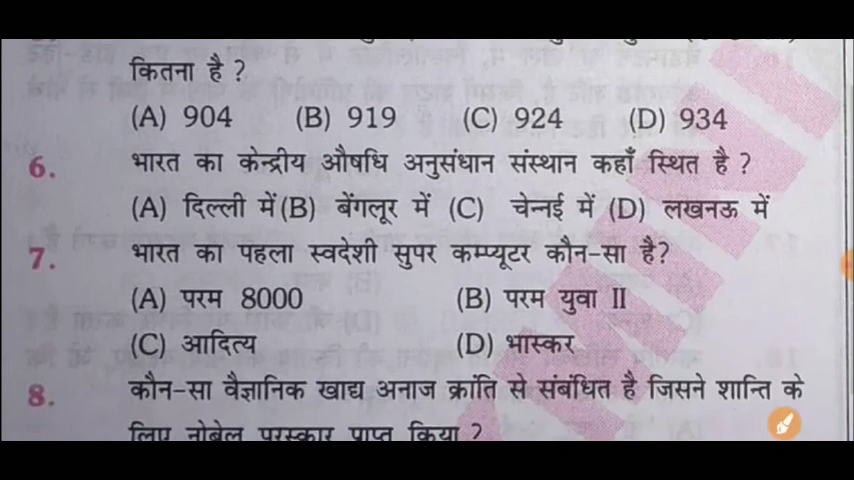 कितना है ?
(A) 904 (B) 919 (C) 924 (D) 934
6. भारत का केन्द्रीय औषधि अनुसंधान संस्थान कहाँ स्थित है ?
(A) दिल्ली में (B) बेंगलूर में (C) चेन्नई में (D) लखनऊ में
7. भारत का पहला स्वदेशी सुपर कम्प्यूटर कौन-सा है?
(A) परम 8000 (B) परम युवा II
(C) आदित्य (D) भास्कर
8. कौन-सा वैज्ञानिक खाद्य अनाज क्रांति से संबंधित है जिसने शान्ति के
लिए नोबेल पुरस्कार प्राप्त किया ?